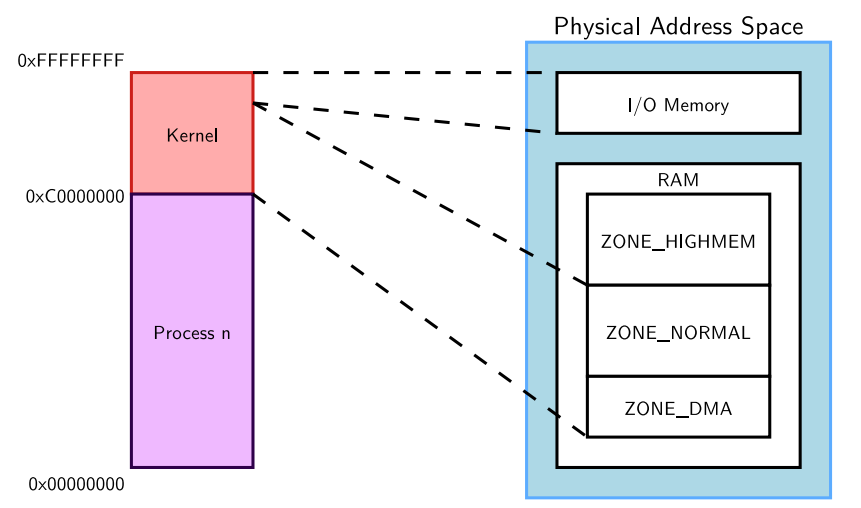 Physical Address Space
0xFFFFFFFF
I/O Memory
Kernel
RAM
0xC0000000
ZONE_HIGHMEM
Process n
ZONE_NORMAL
ZONE_DMA
0x00000000